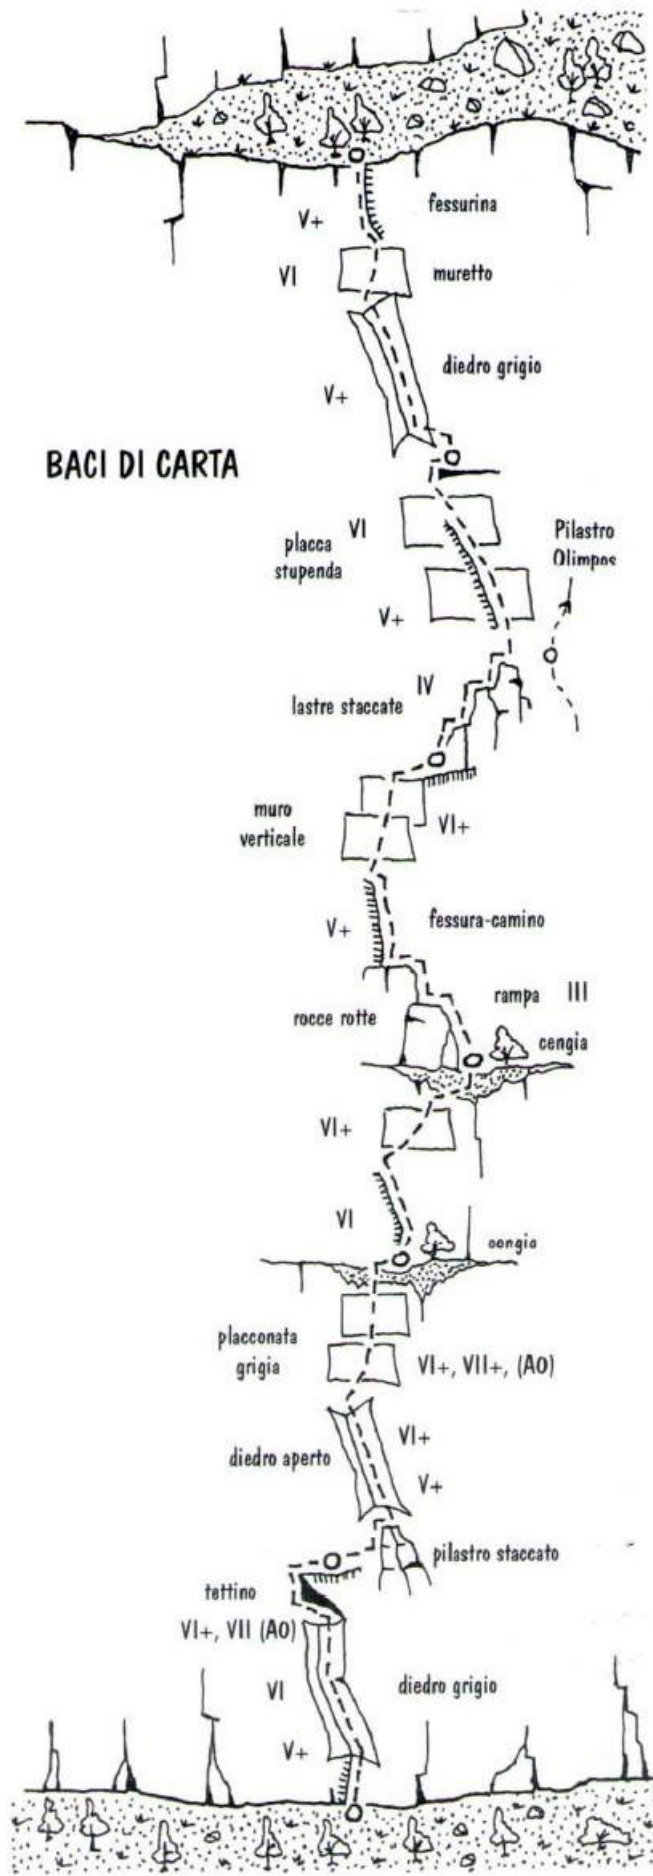 fessurina
V+
VI
muretto
diedro grigio
V+
BACI DI CARTA
VI
placca
stupenda
Pilastro
Olimpos
V+
IV
lastre staccate
muro
verticale
VI+
V+
fessura-camino
rampa III
rocce rotte
cengia
VI+
VI
cengia
placconata
grigia
VI+, VII+, (AO)
VI+
diedro aperto
V+
pilastro staccato
tettino
VI+, VII (AO)
VI
diedro grigio
V+